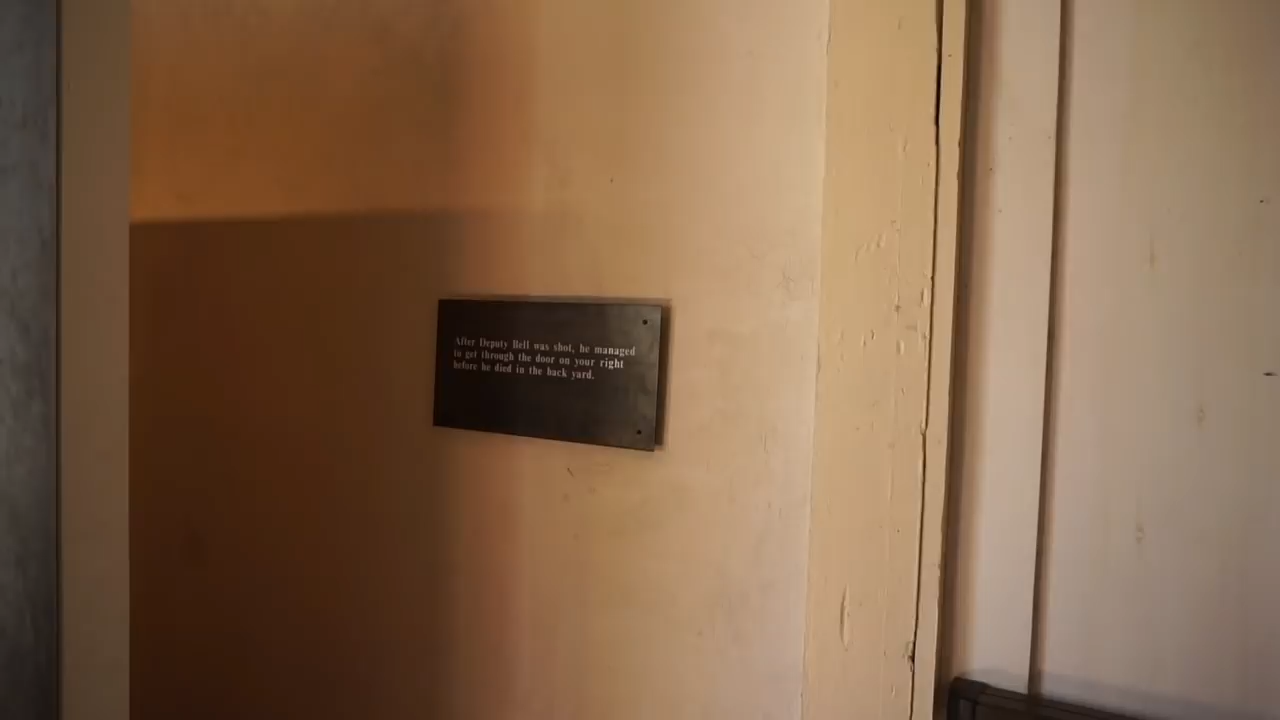 After Deputy Bell was shot, he managed
to get through the door on your right
before he died in the back yard.